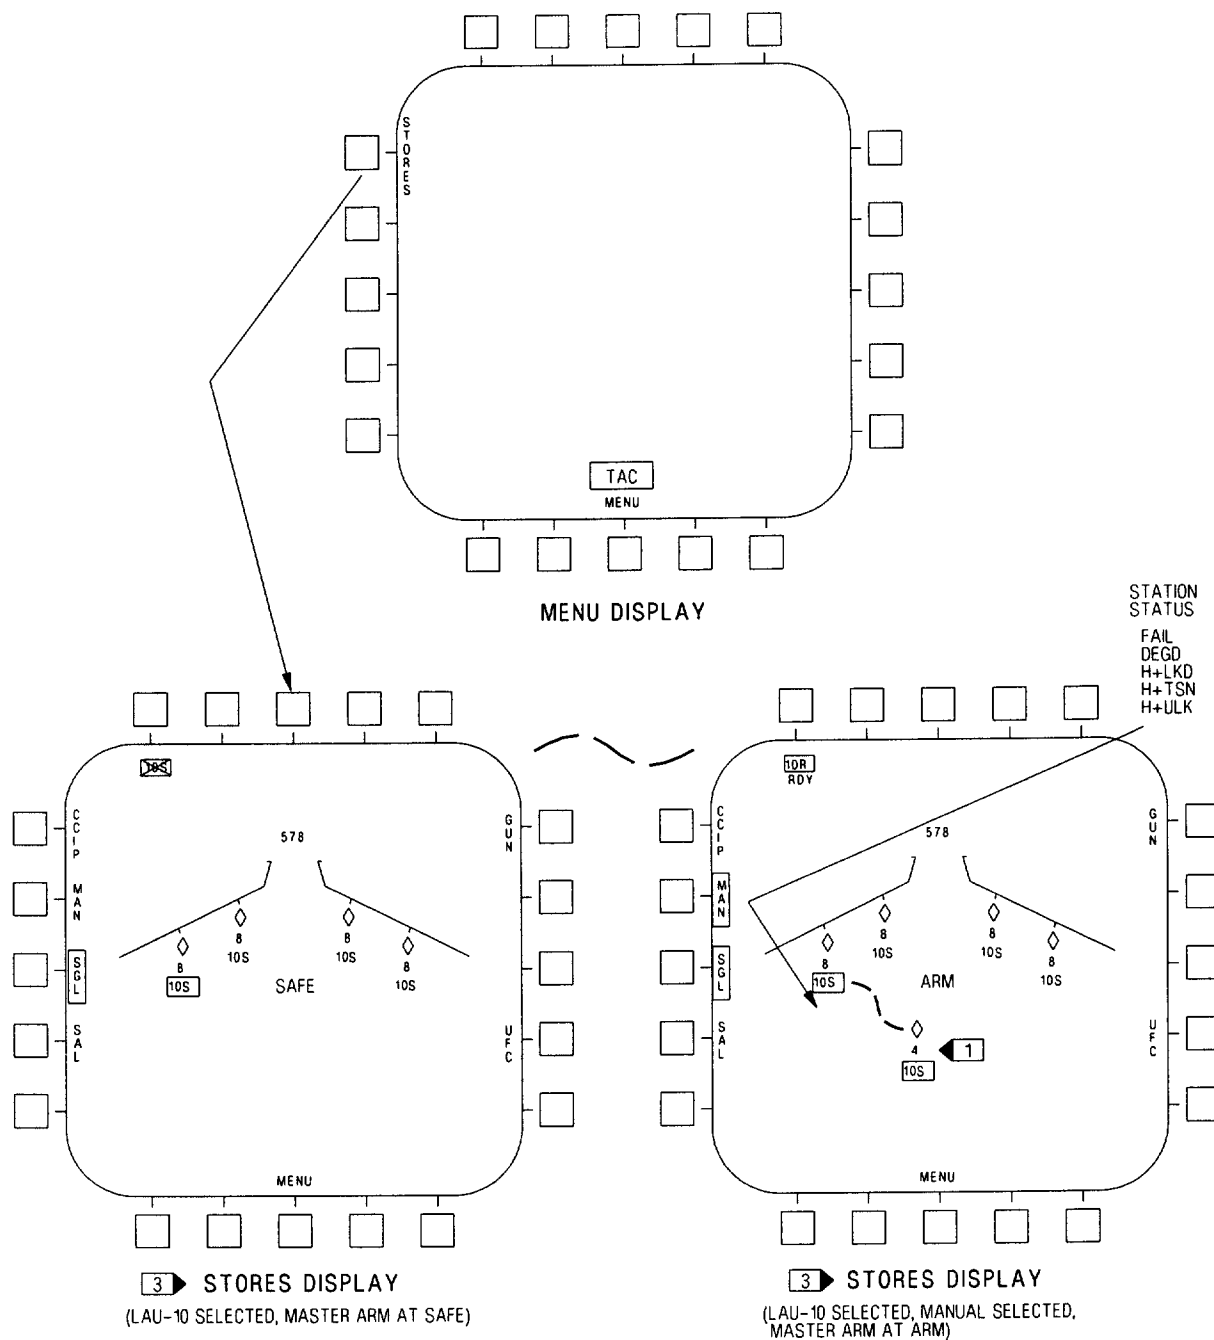 STORES
TAC
MENU
MENU DISPLAY
STATION
STATUS
FAIL
DEGD
H+LKD
H+TSN
H+ULK
10S
CCIP
MAN
SGL
SAL
GUN
UFC
578
8
8
8
8
10S
10S
10S
10S
SAFE
MENU
3 STORES DISPLAY
(LAU-10 SELECTED, MASTER ARM AT SAFE)
10R
RDY
CCIP
MAN
SGL
SAL
GUN
UFC
578
8
8
8
8
10S
10S
10S
10S
ARM
4
1
10S
MENU
3 STORES DISPLAY
(LAU-10 SELECTED, MANUAL SELECTED,
MASTER ARM AT ARM)